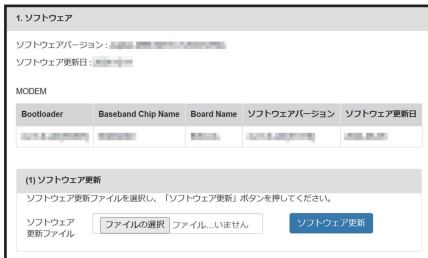 1. ソフトウェア
ソフトウェアバージョン :
ソフトウェア更新日 :
MODEM
Bootloader Baseband Chip Name Board Name ソフトウェアバージョン ソフトウェア更新日
(1) ソフトウェア更新
ソフトウェア更新ファイルを選択し、「ソフトウェア更新」ボタンを押してください。
ソフトウェア
更新ファイル
ファイルの選択 ファイル...いません
ソフトウェア更新